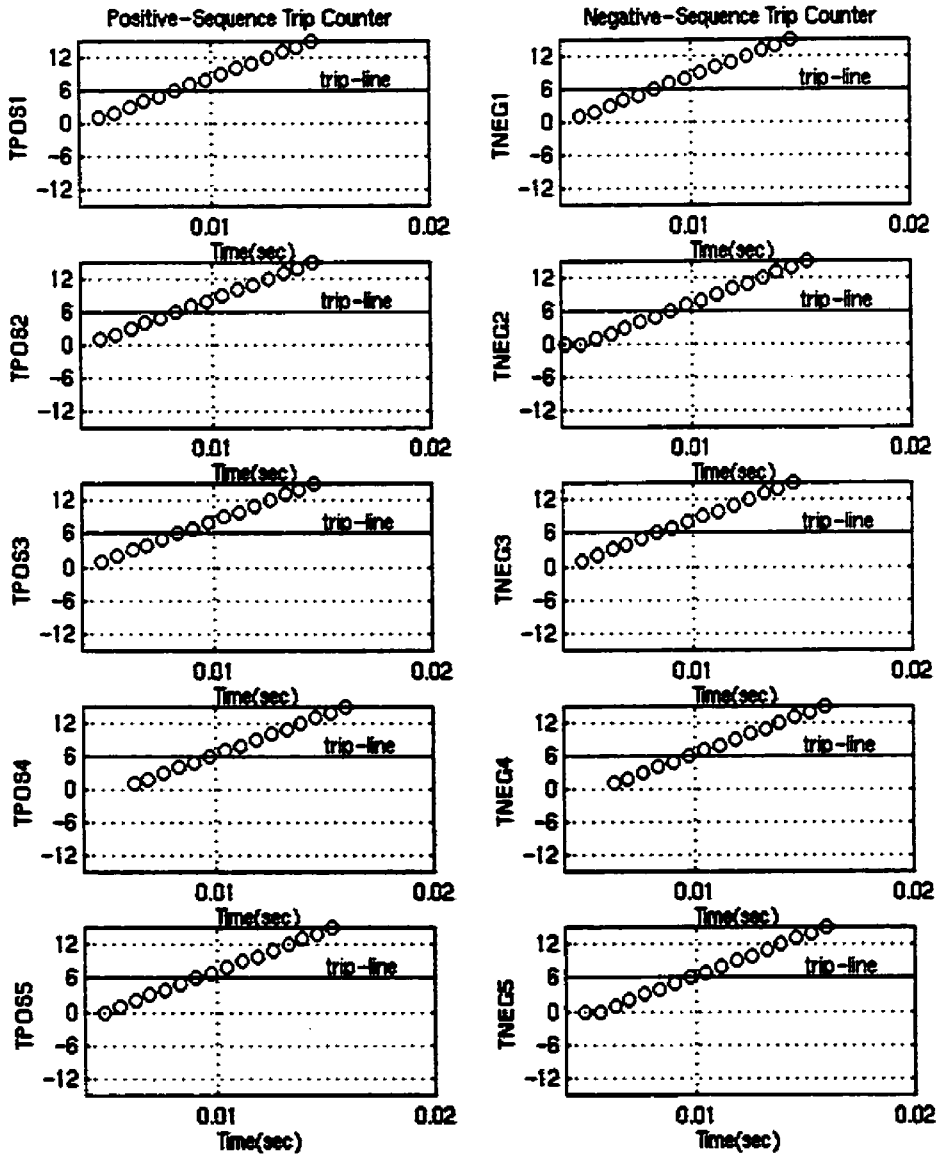 Positive-Sequence Trip Counter
Negative-Sequence Trip Counter
TPOS1
12
6
0
-6
-12
trip-line
0.01
0.02
Time(sec)
TNEG1
12
6
0
-6
-12
trip-line
0.01
0.02
Time(sec)
TPOS2
12
6
0
-6
-12
trip-line
0.01
0.02
Time(sec)
TNEG2
12
6
0
-6
-12
trip-line
0.01
0.02
Time(sec)
TPOS3
12
6
0
-6
-12
trip-line
0.01
0.02
Time(sec)
TNEG3
12
6
0
-6
-12
trip-line
0.01
0.02
Time(sec)
TPOS4
12
6
0
-6
-12
trip-line
0.01
0.02
Time(sec)
TNEG4
12
6
0
-6
-12
trip-line
0.01
0.02
Time(sec)
TPOS5
12
6
0
-6
-12
trip-line
0.01
0.02
Time(sec)
TNEG5
12
6
0
-6
-12
trip-line
0.01
0.02
Time(sec)